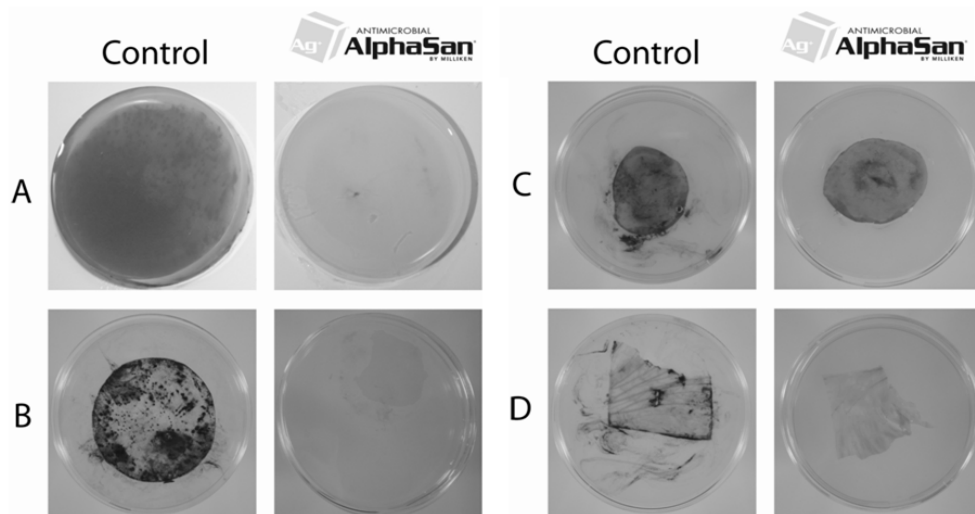 Control
Ag+
ANTIMICROBIAL
AlphaSan®
BY MILLIKEN
A
B
Control
Ag+
ANTIMICROBIAL
AlphaSan®
BY MILLIKEN
C
D